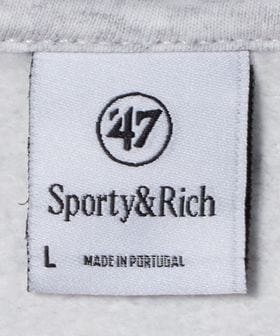 '47
Sporty&Rich
L MADE IN PORTUGAL